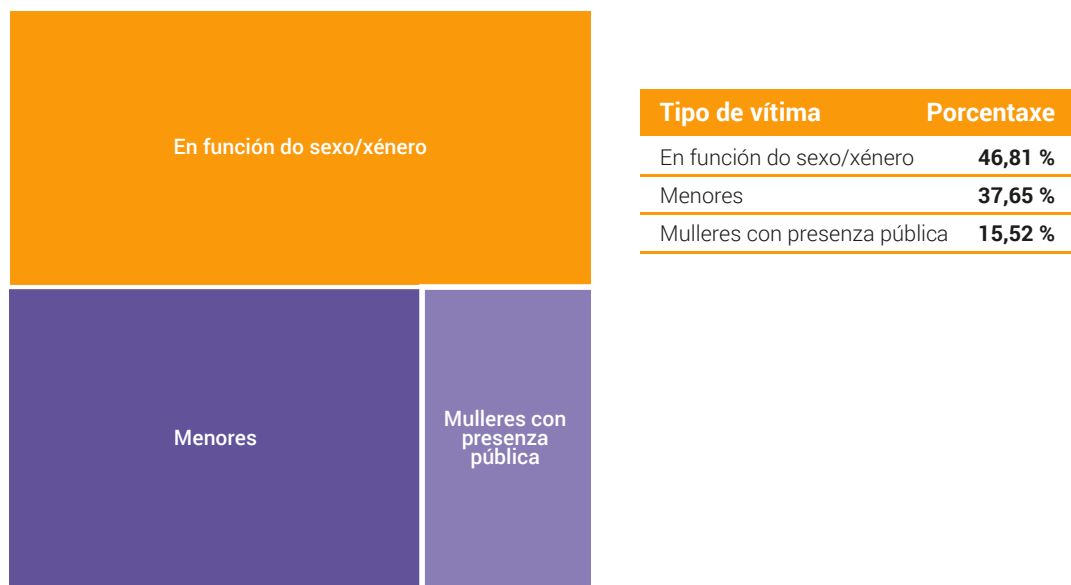 En función do sexo/xénero
Menores
Mulleres con
presenza
pública
Tipo de vítima Porcentaxe
En función do sexo/xénero 46,81 %
Menores 37,65 %
Mulleres con presenza pública 15,52 %